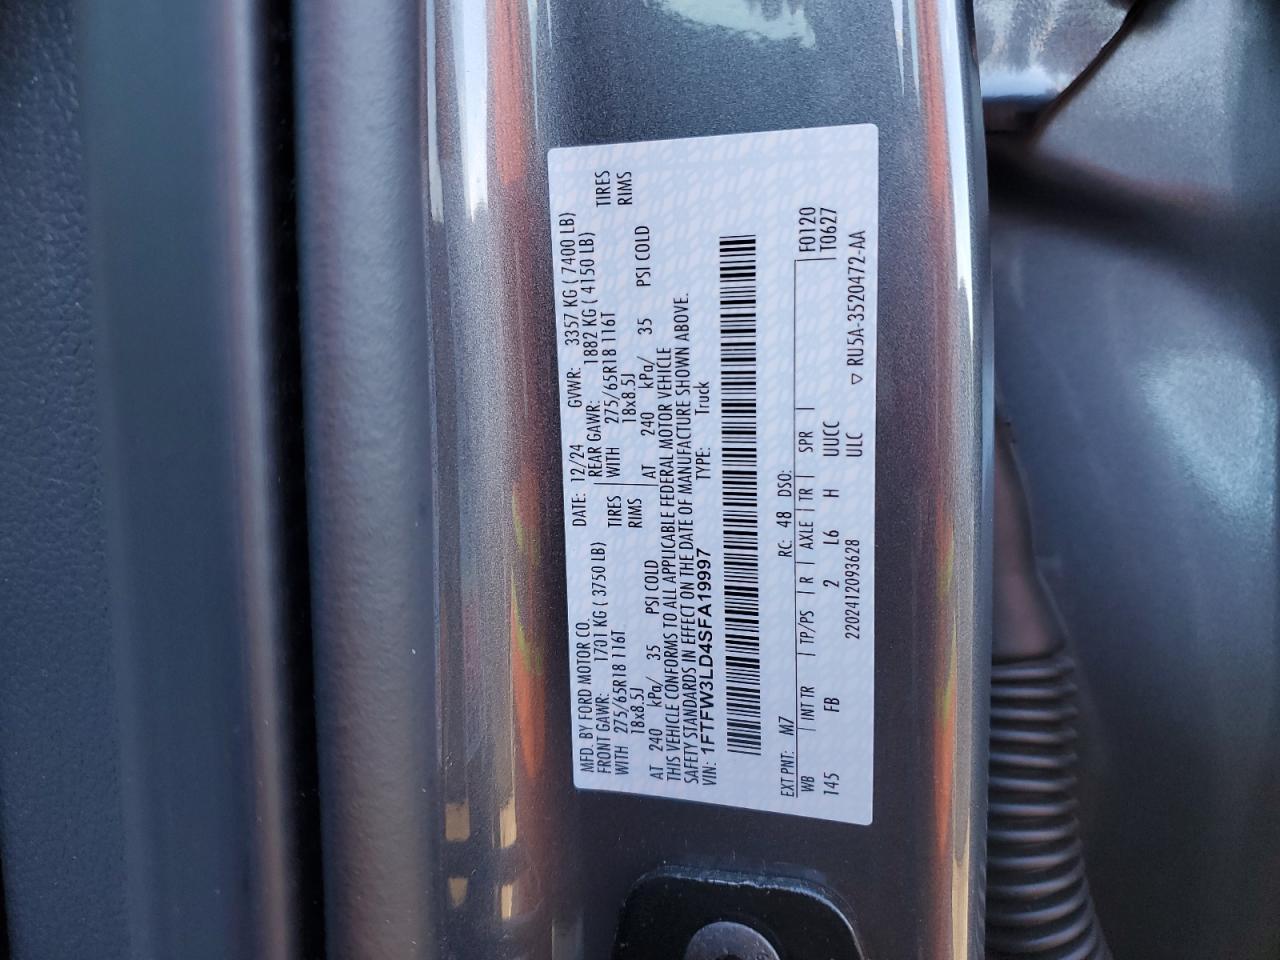 MFD. BY FORD MOTOR CO. DATE: 12/24 GVWR: 3357 KG ( 7400 LB)
FRONT GAWR: 1701 KG ( 3750 LB) REAR GAWR: 1882 KG ( 4150 LB)
WITH 275/65R18 116T TIRES WITH 275/65R18 116T TIRES
18x8.5J RIMS 18x8.5J RIMS
AT 240 kPa/ 35 PSI COLD AT 240 kPa/ 35 PSI COLD
THIS VEHICLE CONFORMS TO ALL APPLICABLE FEDERAL MOTOR VEHICLE
SAFETY STANDARDS IN EFFECT ON THE DATE OF MANUFACTURE SHOWN ABOVE.
VIN: 1FTFW3LD4SFA19997 TYPE: Truck
EXT PNT: M7 RC: 48 DSO: F0120
WB INT TR TP/PS R AXLE TR SPR T0627
145 FB 2 L6 H UUCC
2202412093628 ULC ▽ RU5A-3520472-AA